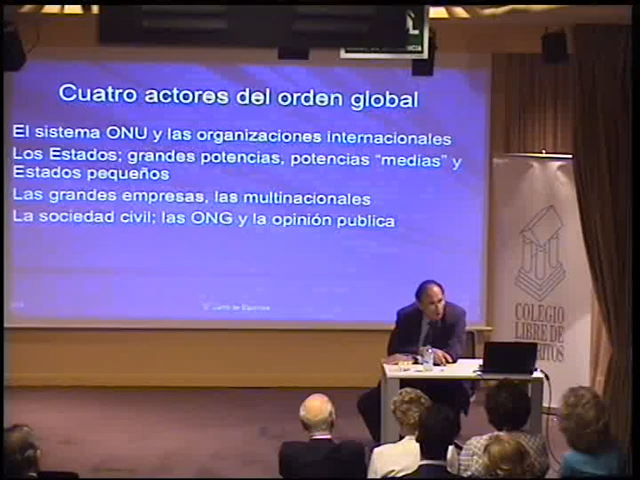 Cuatro actores del orden global
El sistema ONU y las organizaciones internacionales
Los Estados; grandes potencias, potencias “medias” y
Estados pequeños
Las grandes empresas, las multinacionales
La sociedad civil; las ONG y la opinión publica
COLEGIO
LIBRE DE